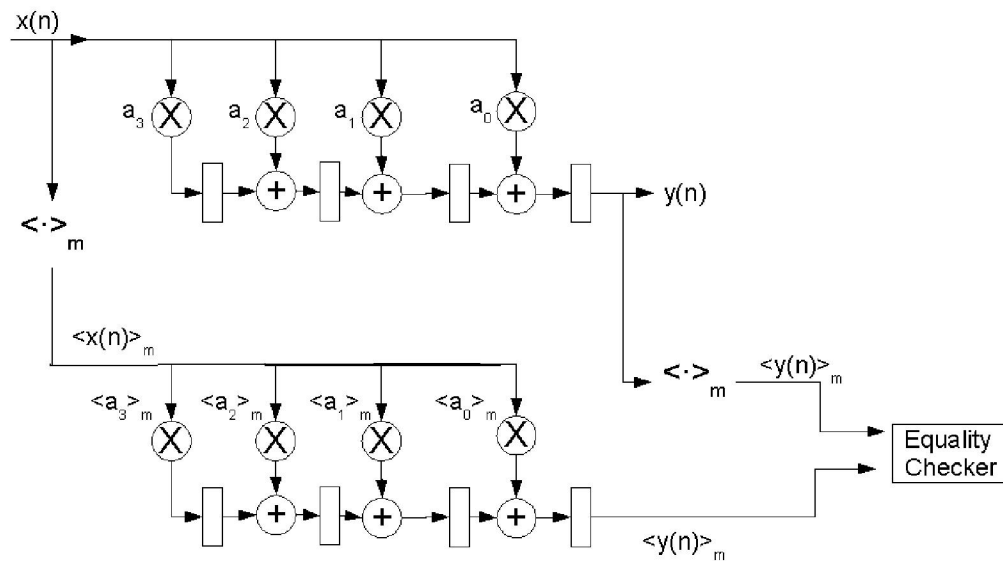 x(n)
a₃ a₂ a₁ a₀
X X X X
+ + +
y(n)
<·>ₘ
<x(n)>ₘ
<·>ₘ <y(n)>ₘ
<a₃>ₘ <a₂>ₘ <a₁>ₘ <a₀>ₘ
X X X X
Equality
Checker
+ + +
<y(n)>ₘ